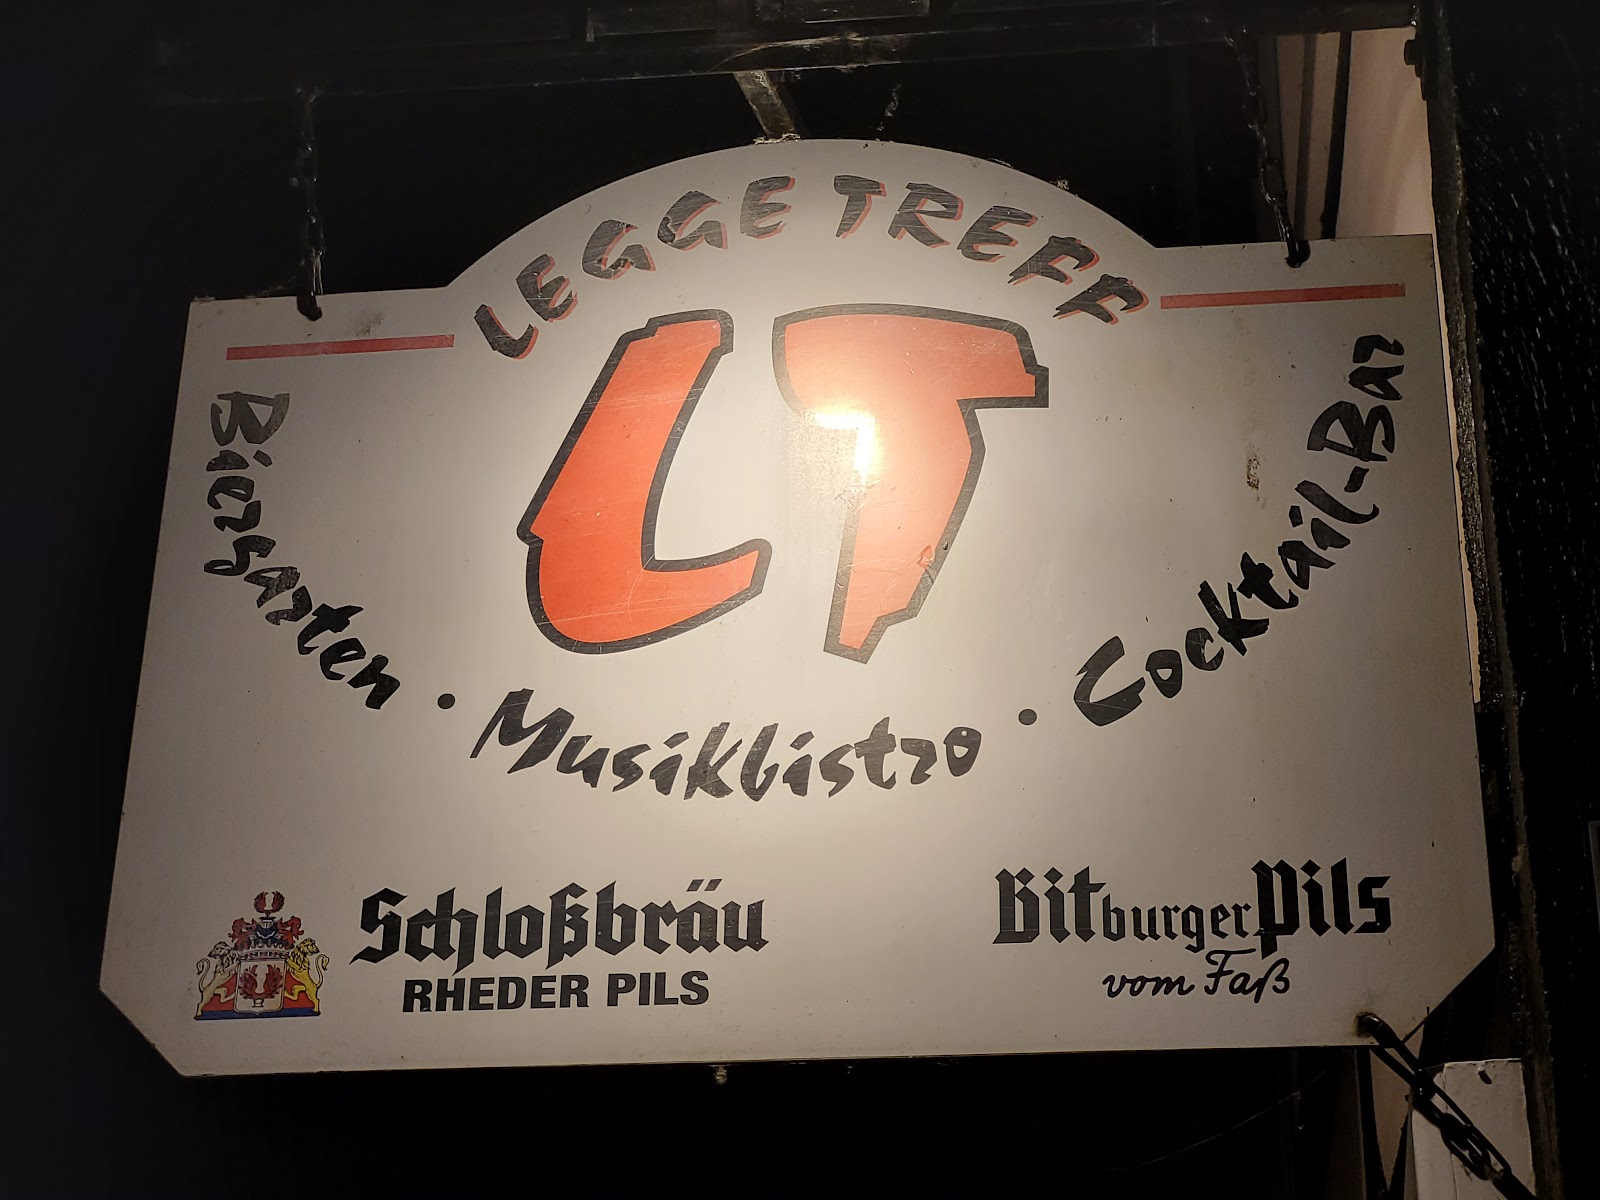 LEGGE TREFF
LT
Biergarten · Musikbistro · Cocktail-Bar
Schloßbräu
RHEDER PILS
Bitburger Pils
vom Faß